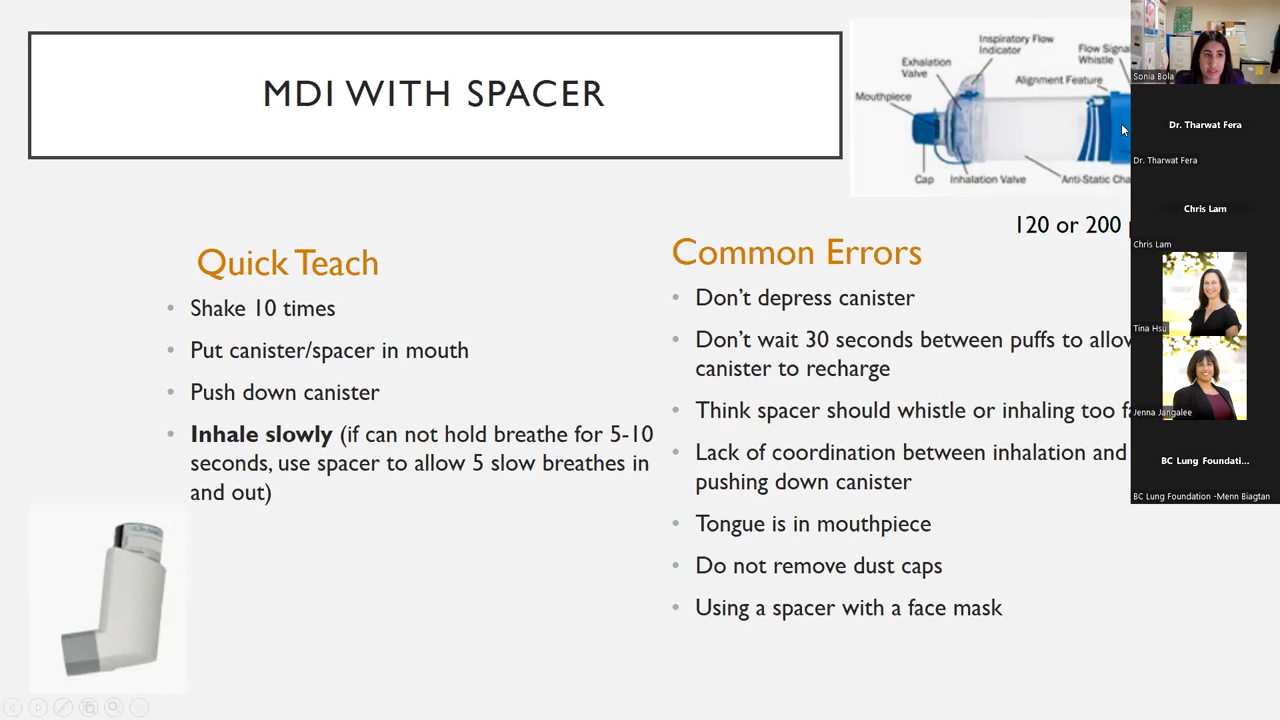 MDI WITH SPACER
Inspiratory Flow
Indicator
Flow Signal
Whistle
Exhalation
Valve
Alignment Feature
Mouthpiece
Cap
Inhalation Valve
Anti-Static
120 or 200
Quick Teach
Shake 10 times
Put canister/spacer in mouth
Push down canister
Inhale slowly (if can not hold breathe for 5-10
seconds, use spacer to allow 5 slow breathes in
and out)
Common Errors
Don't depress canister
Don't wait 30 seconds between puffs to allow
canister to recharge
Think spacer should whistle or inhaling too
Lack of coordination between inhalation and
pushing down canister
Tongue is in mouthpiece
Do not remove dust caps
Using a spacer with a face mask
Sonia Bola
Dr. Tharwat Fera
Dr. Tharwat Fera
Chris Lam
Chris Lam
Tina Hsu
Jenna Jangalee
BC Lung Foundati...
BC Lung Foundation -Menn Biagtan